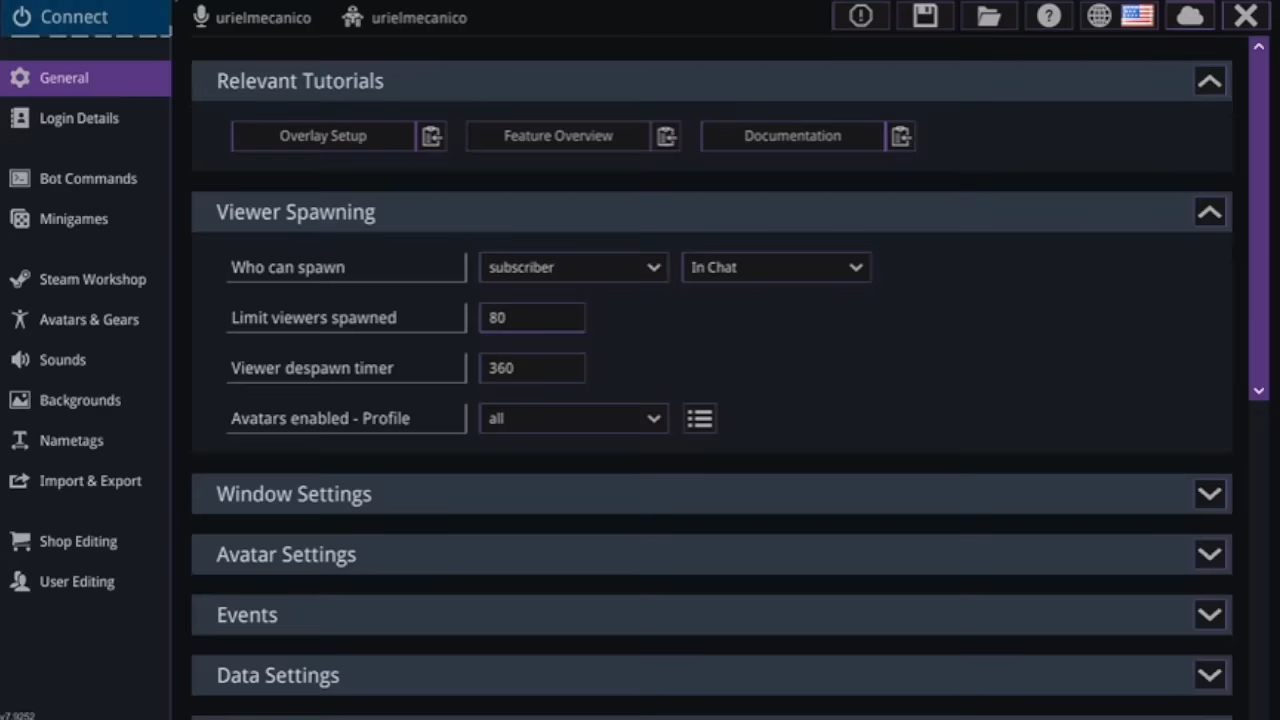 Connect
urielmecanico
urielmecanico
General
Login Details
Bot Commands
Minigames
Steam Workshop
Avatars & Gears
Sounds
Backgrounds
Nametags
Import & Export
Shop Editing
User Editing
v7.9252
Relevant Tutorials
Overlay Setup
Feature Overview
Documentation
Viewer Spawning
Who can spawn
subscriber
In Chat
Limit viewers spawned
80
Viewer despawn timer
360
Avatars enabled - Profile
all
Window Settings
Avatar Settings
Events
Data Settings